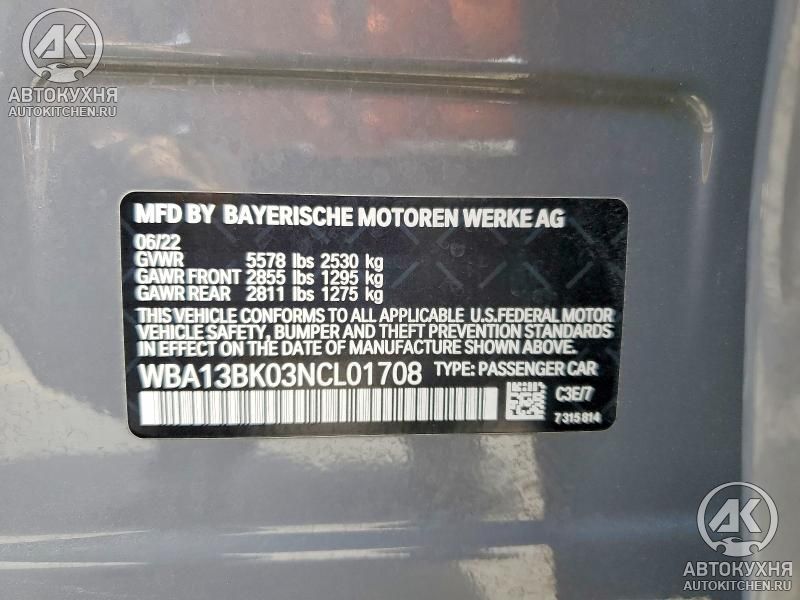 АК
АВТОКУХНЯ
AUTOKITCHEN.RU
MFD BY BAYERISCHE MOTOREN WERKE AG
06/22
GVWR 5578 lbs 2530 kg
GAWR FRONT 2855 lbs 1295 kg
GAWR REAR 2811 lbs 1275 kg
THIS VEHICLE CONFORMS TO ALL APPLICABLE U.S.FEDERAL MOTOR
VEHICLE SAFETY, BUMPER AND THEFT PREVENTION STANDARDS
IN EFFECT ON THE DATE OF MANUFACTURE SHOWN ABOVE.
WBA13BK03NCL01708 TYPE: PASSENGER CAR
C3E/7
7315814
АК
АВТОКУХНЯ
AUTOKITCHEN.RU